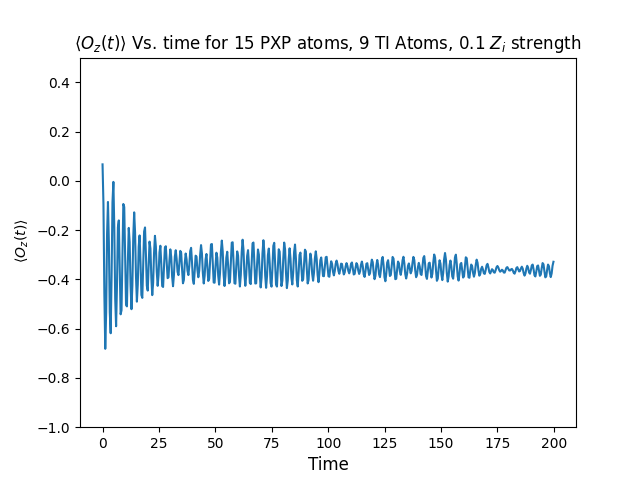 ⟨O_z(t)⟩ Vs. time for 15 PXP atoms, 9 TI Atoms, 0.1 Z_i strength
0.4
0.2
0.0
−0.2
−0.4
−0.6
−0.8
−1.0
⟨O_z(t)⟩
0 25 50 75 100 125 150 175 200
Time